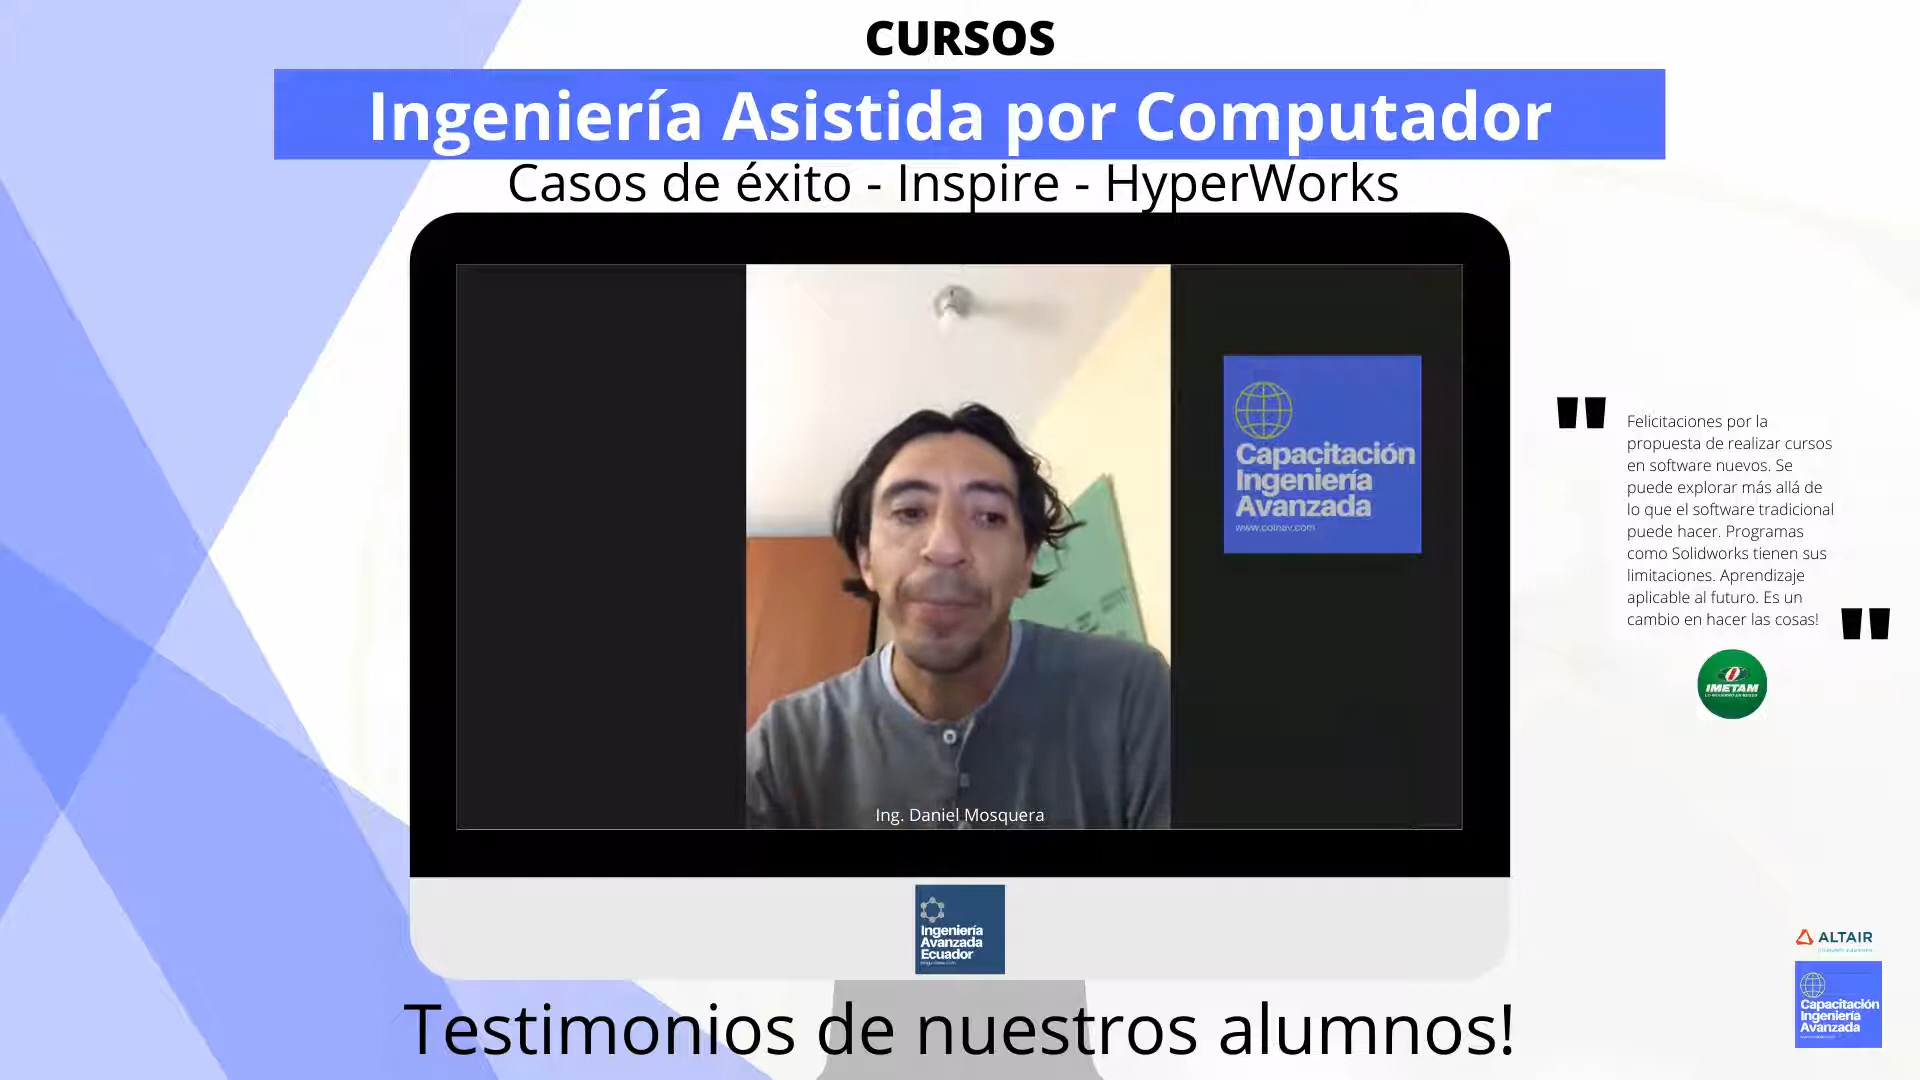 CURSOS
Ingeniería Asistida por Computador
Casos de éxito - Inspire - HyperWorks
Capacitación
Ingeniería
Avanzada
www.coinav.com
Ing. Daniel Mosquera
Felicitaciones por la
propuesta de realizar cursos
en software nuevos. Se
puede explorar más allá de
lo que el software tradicional
puede hacer. Programas
como Solidworks tienen sus
limitaciones. Aprendizaje
aplicable al futuro. Es un
cambio en hacer las cosas!
IMETAM
Ingeniería
Avanzada
Ecuador
ALTAIR
Capacitación
Ingeniería
Avanzada
Testimonios de nuestros alumnos!